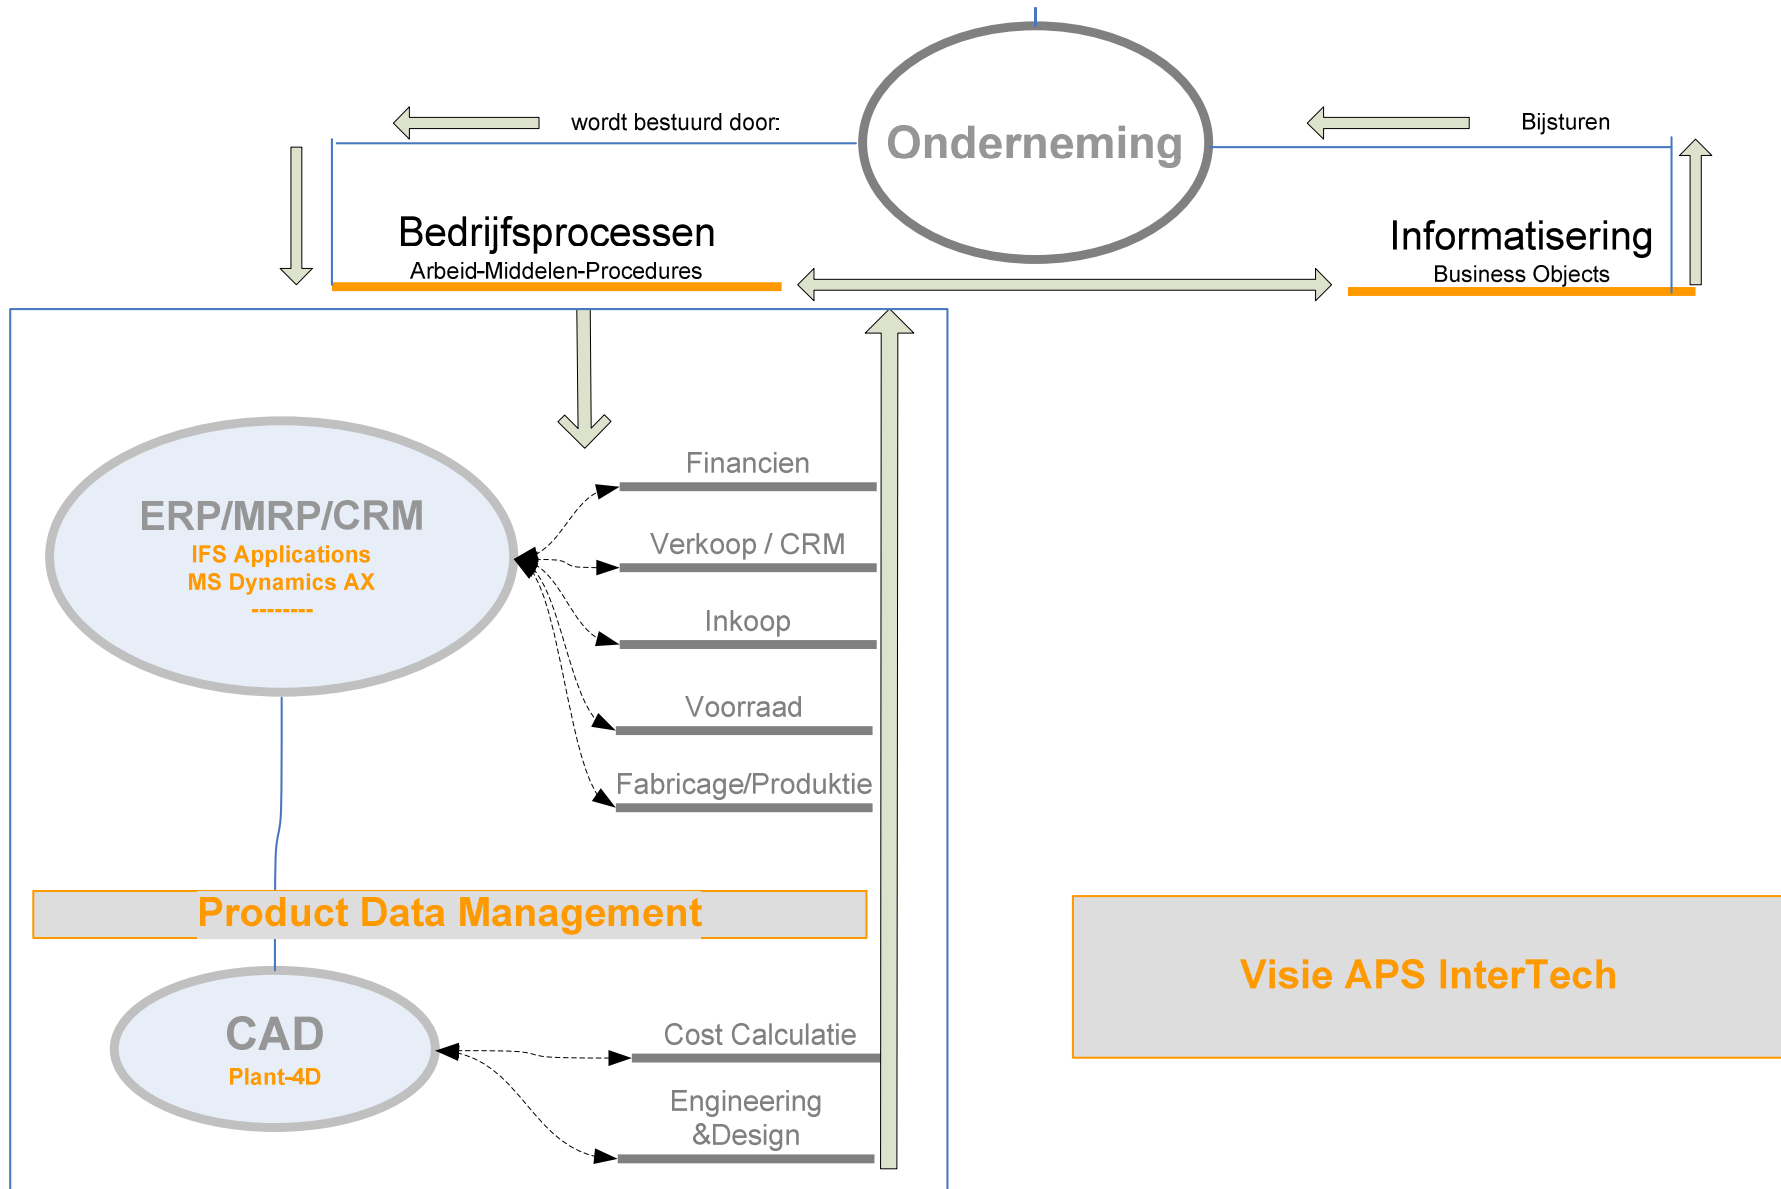 Onderneming
wordt bestuurd door:
Bijsturen
Bedrijfsprocessen
Arbeid-Middelen-Procedures
Informatisering
Business Objects
ERP/MRP/CRM
IFS Applications
MS Dynamics AX
--------
Financien
Verkoop / CRM
Inkoop
Voorraad
Fabricage/Produktie
Product Data Management
CAD
Plant-4D
Cost Calculatie
Engineering
&Design
Visie APS InterTech